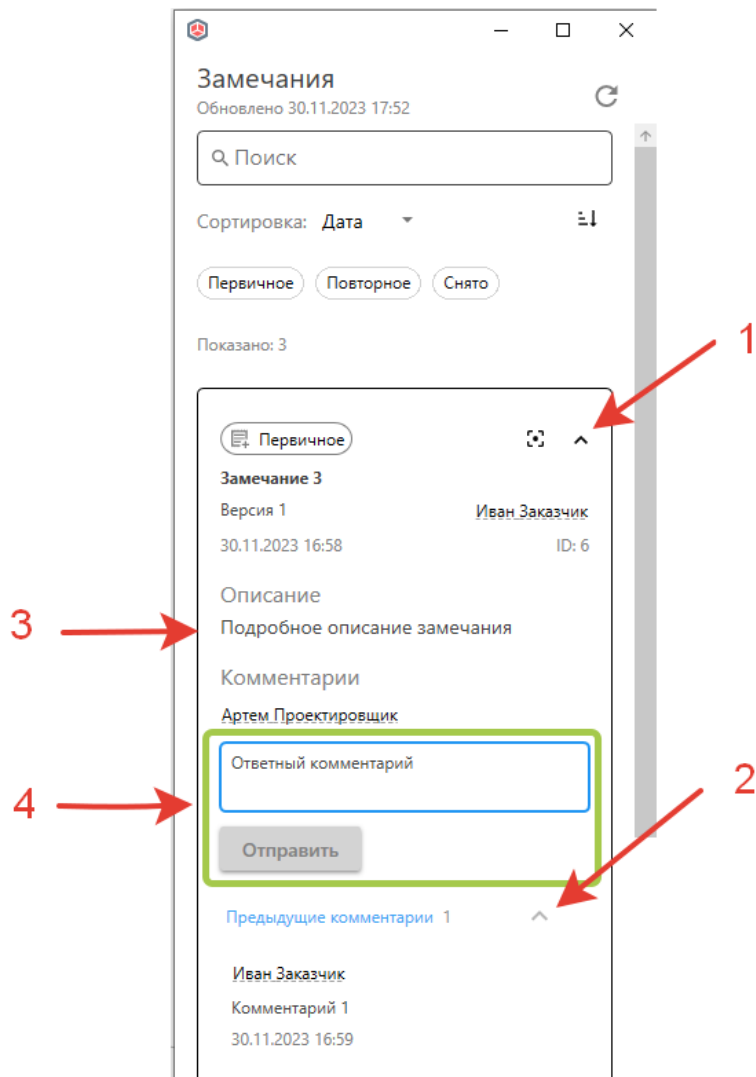 Замечания
Обновлено 30.11.2023 17:52
Поиск
Сортировка: Дата
Первичное Повторное Снято
Показано: 3
1
Первичное
Замечание 3
Версия 1 Иван Заказчик
30.11.2023 16:58 ID: 6
Описание
3 Подробное описание замечания
Комментарии
Артем Проектировщик
Ответный комментарий
2
4
Отправить
Предыдущие комментарии 1
Иван Заказчик
Комментарий 1
30.11.2023 16:59